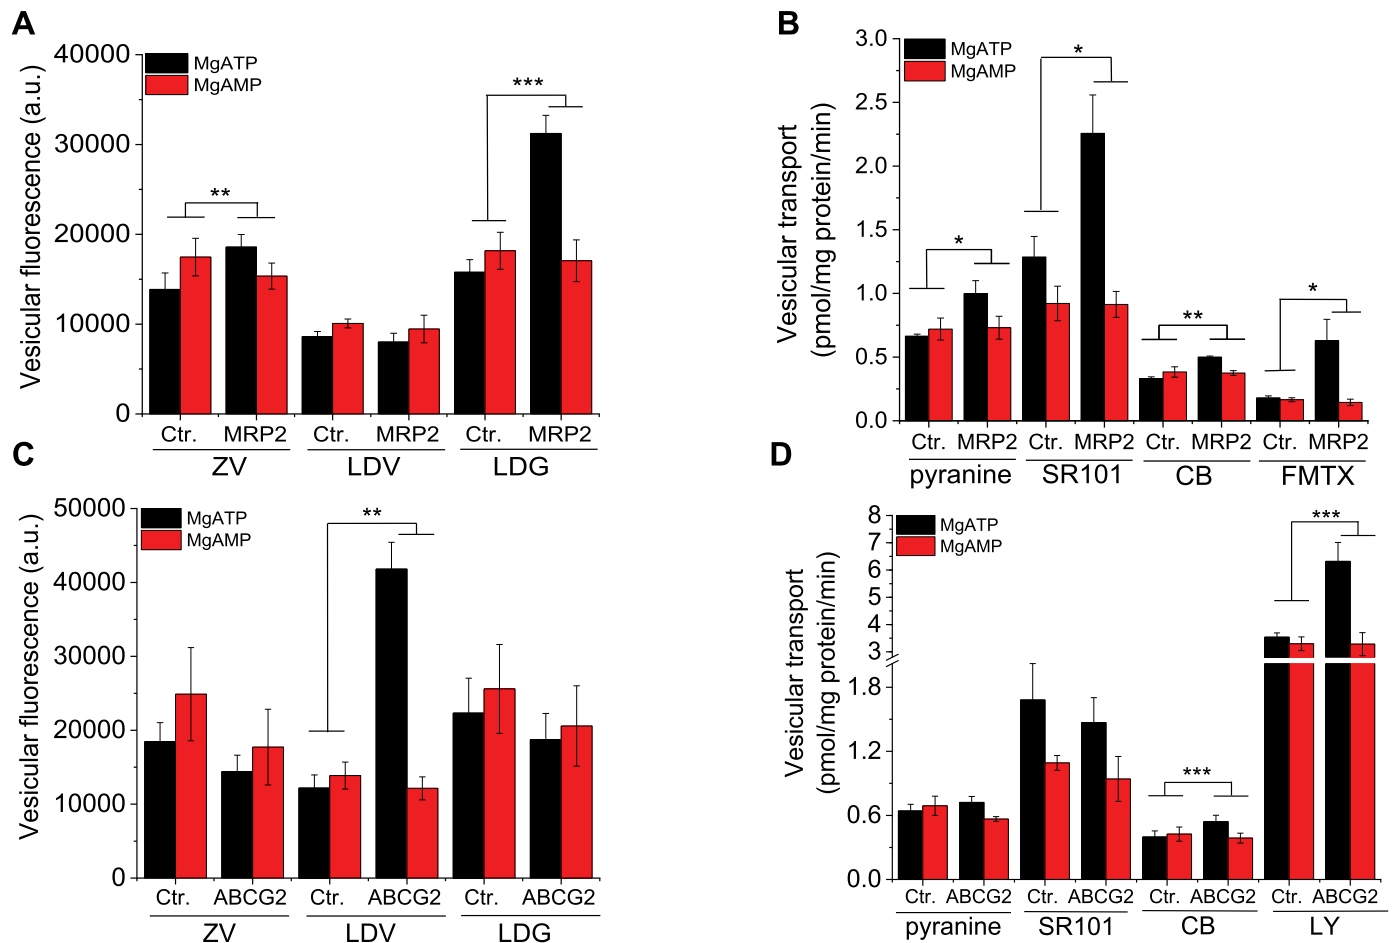 A
Vesicular fluorescence (a.u.)
40000
30000
20000
10000
0
MgATP
MgAMP
**
***
Ctr. MRP2 Ctr. MRP2 Ctr. MRP2
ZV LDV LDG
B
Vesicular transport
(pmol/mg protein/min)
3.0
2.5
2.0
1.5
1.0
0.5
0.0
MgATP
MgAMP
*
*
**
*
Ctr. MRP2 Ctr. MRP2 Ctr. MRP2 Ctr. MRP2
pyranine SR101 CB FMTX
C
Vesicular fluorescence (a.u.)
50000
40000
30000
20000
10000
0
MgATP
MgAMP
**
Ctr. ABCG2 Ctr. ABCG2 Ctr. ABCG2
ZV LDV LDG
D
Vesicular transport
(pmol/mg protein/min)
8
7
6
5
4
3
1.8
1.2
0.6
0.0
MgATP
MgAMP
***
***
Ctr. ABCG2 Ctr. ABCG2 Ctr. ABCG2 Ctr. ABCG2
pyranine SR101 CB LY